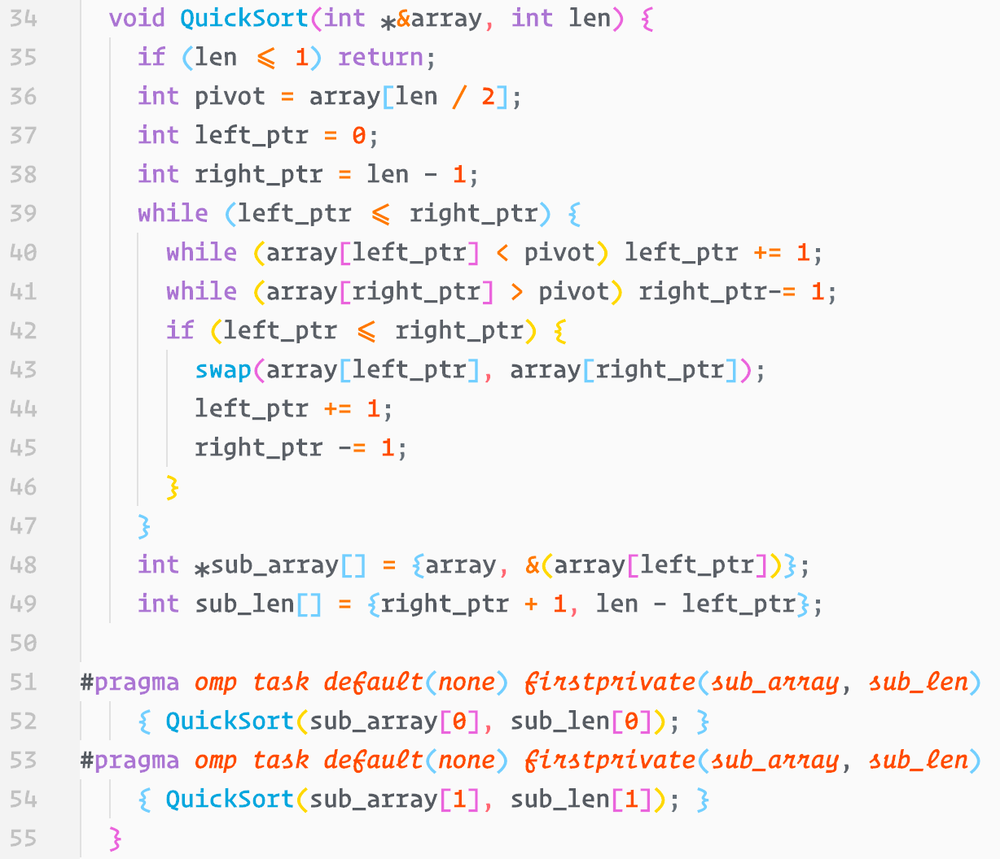 34 void QuickSort(int *&array, int len) {
35 if (len <= 1) return;
36 int pivot = array[len / 2];
37 int left_ptr = 0;
38 int right_ptr = len - 1;
39 while (left_ptr <= right_ptr) {
40 while (array[left_ptr] < pivot) left_ptr += 1;
41 while (array[right_ptr] > pivot) right_ptr-= 1;
42 if (left_ptr <= right_ptr) {
43 swap(array[left_ptr], array[right_ptr]);
44 left_ptr += 1;
45 right_ptr -= 1;
46 }
47 }
48 int *sub_array[] = {array, &(array[left_ptr])};
49 int sub_len[] = {right_ptr + 1, len - left_ptr};
50
51 #pragma omp task default(none) firstprivate(sub_array, sub_len)
52 { QuickSort(sub_array[0], sub_len[0]); }
53 #pragma omp task default(none) firstprivate(sub_array, sub_len)
54 { QuickSort(sub_array[1], sub_len[1]); }
55 }